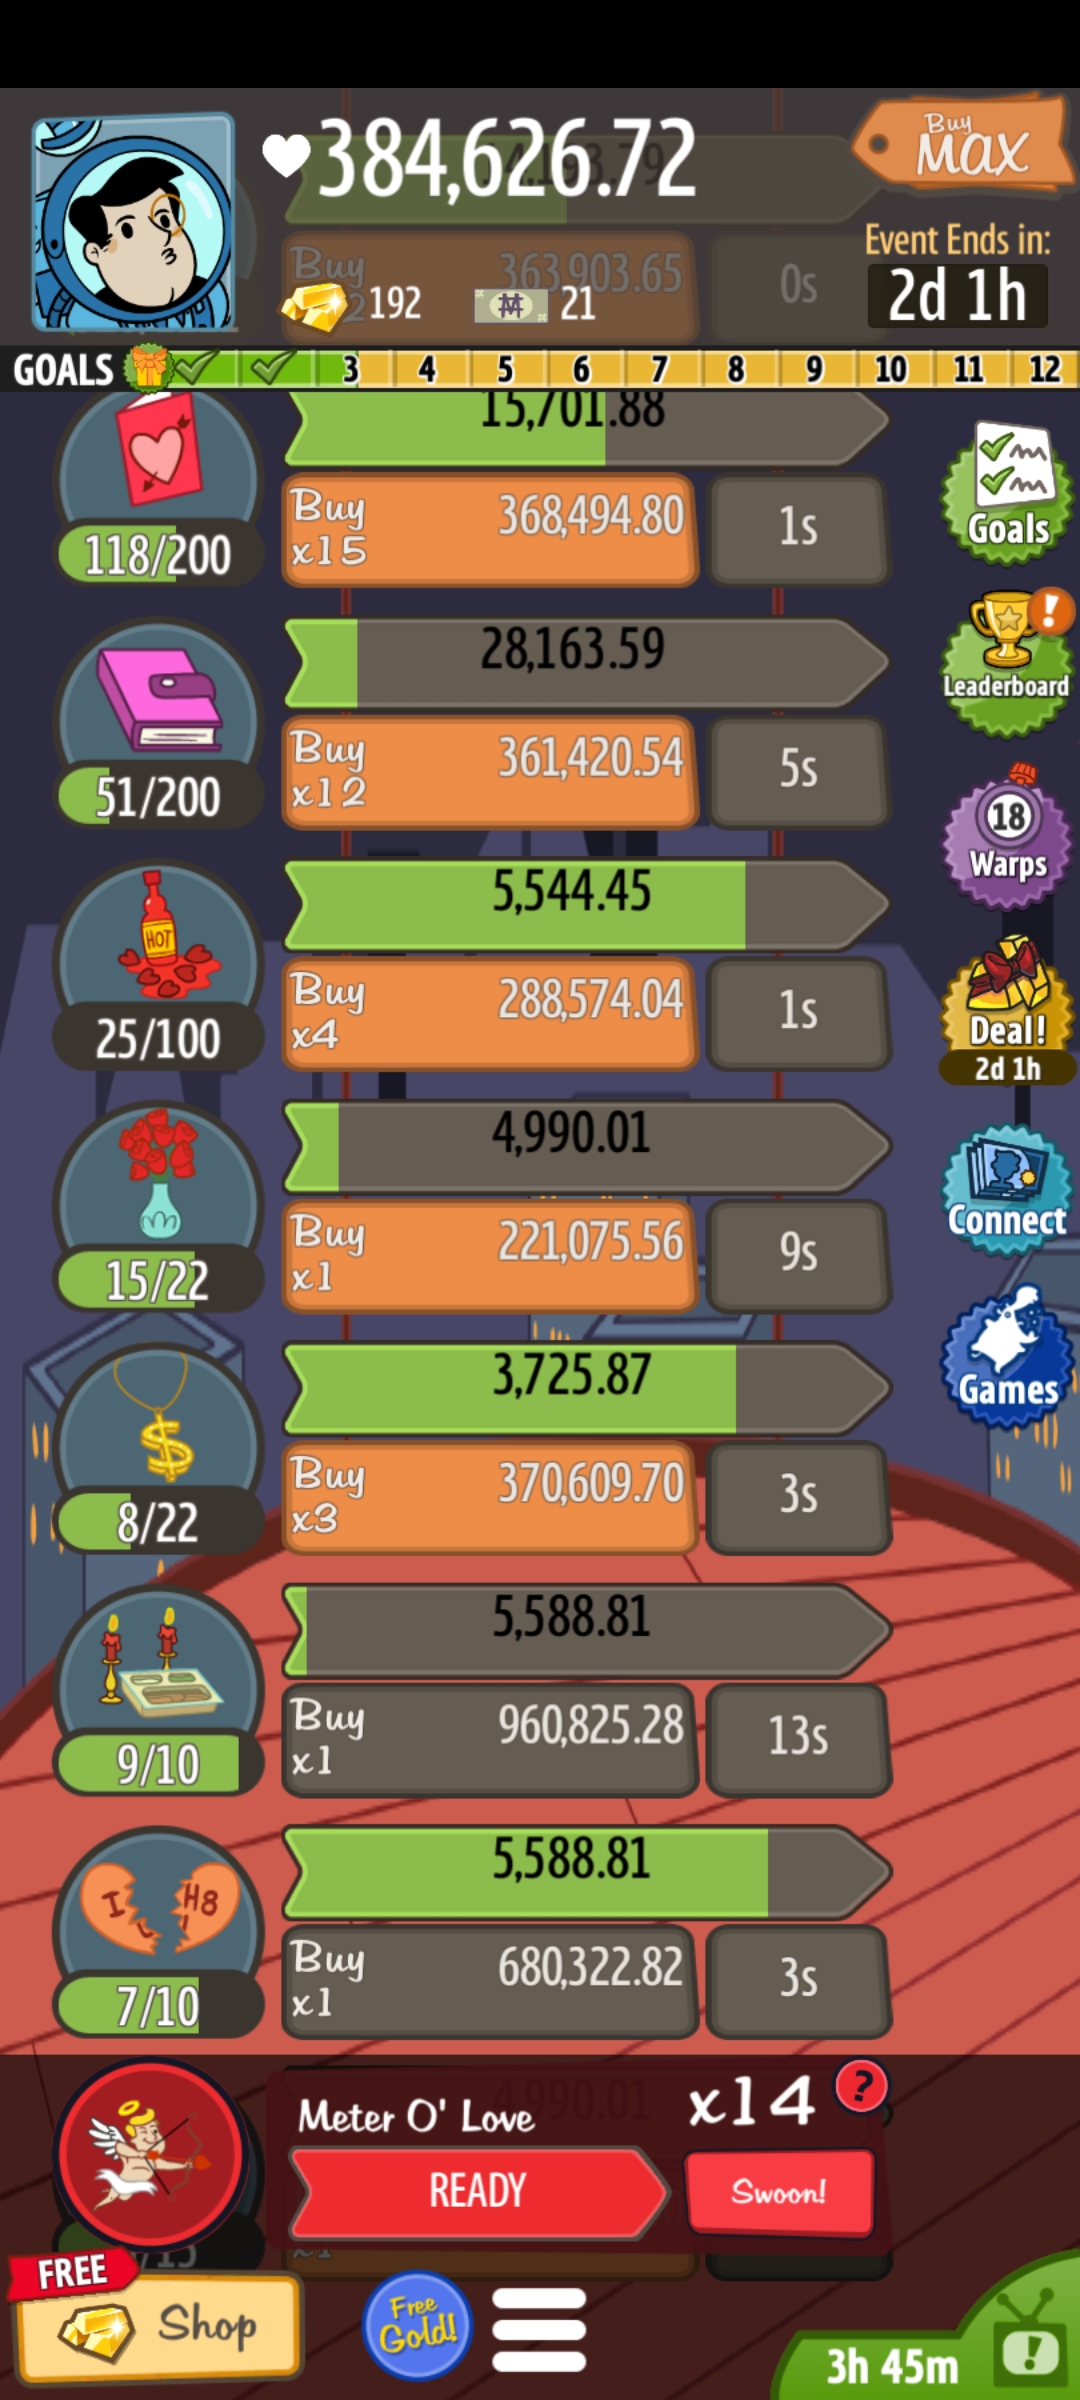 384,626.72
Buy
MAX
363,903.65
Buy
0s
192
21
Event Ends in:
2d 1h
GOALS
3 4 5 6 7 8 9 10 11 12
15,701.88
118/200
Buy
x15
368,494.80
1s
Goals
28,163.59
51/200
Buy
x12
361,420.54
5s
Leaderboard
18
Warps
HOT
5,544.45
25/100
Buy
x4
288,574.04
1s
Deal!
2d 1h
4,990.01
15/22
Buy
x1
221,075.56
9s
Connect
$
3,725.87
8/22
Buy
x3
370,609.70
3s
Games
5,588.81
9/10
Buy
x1
960,825.28
13s
I
H8
5,588.81
7/10
Buy
x1
680,322.82
3s
4,990.01
Meter O' Love
x14
?
READY
Swoon!
x1
FREE
Shop
Free
Gold!
3h 45m
!